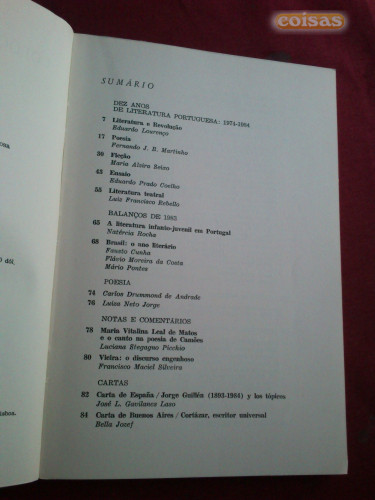 coisas
SUMÁRIO
DEZ ANOS
DE LITERATURA PORTUGUESA: 1974-1984
7 Literatura e Revolução
Eduardo Lourenço
17 Poesia
Fernando J. B. Martinho
30 Ficção
Maria Alzira Seixo
43 Ensaio
Eduardo Prado Coelho
55 Literatura teatral
Luiz Francisco Rebello
BALANÇOS DE 1983
65 A literatura infanto-juvenil em Portugal
Natércia Rocha
68 Brasil: o ano literário
Fausto Cunha
Flávio Moreira da Costa
Mário Pontes
POESIA
74 Carlos Drummond de Andrade
76 Luiza Neto Jorge
NOTAS E COMENTÁRIOS
78 Maria Vitalina Leal de Matos
e o canto na poesia de Camões
Luciana Stegagno Picchio
80 Vieira: o discurso engenhoso
Francisco Maciel Silveira
CARTAS
82 Carta de España / Jorge Guillén (1893-1984) y los tópicos
José L. Gavilanes Laso
84 Carta de Buenos Aires / Cortázar, escritor universal
Bella Jozef